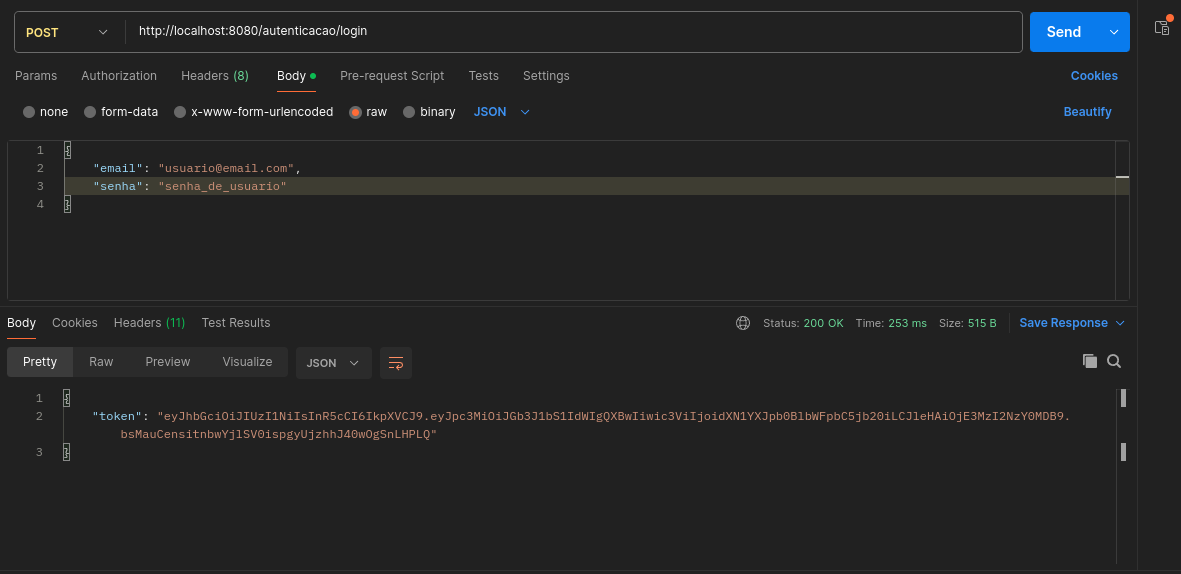 POST http://localhost:8080/autenticacao/login Send
Params Authorization Headers (8) Body Pre-request Script Tests Settings Cookies
none form-data x-www-form-urlencoded raw binary JSON Beautify
1 {
2 "email": "usuario@email.com",
3 "senha": "senha_de_usuario"
4 }
Body Cookies Headers (11) Test Results Status: 200 OK Time: 253 ms Size: 515 B Save Response
Pretty Raw Preview Visualize JSON
1 {
2 "token": "eyJhbGciOiJIUzI1NiIsInR5cCI6IkpXVCJ9.eyJpc3MiOiJGb3J1bS1IdWIgQXBwIiwic3ViIjoidXN1YXJpb0BlbWFpbC5jb20iLCJleHAiOjE3MzI2NzY0MDB9.
bsMauCensitnbwYjlSV0ispgyUjzhhJ40wOgSnLHPLQ"
3 }